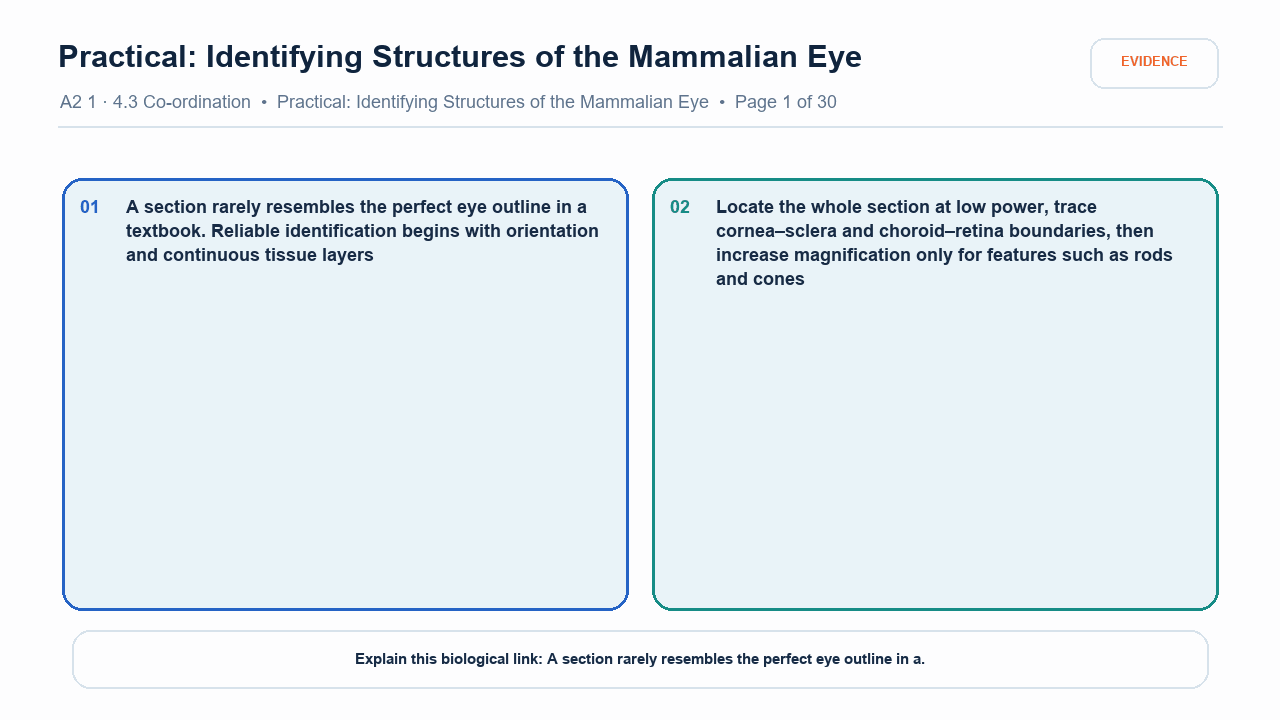 Practical: Identifying Structures of the Mammalian Eye
EVIDENCE
A2 1 · 4.3 Co-ordination • Practical: Identifying Structures of the Mammalian Eye • Page 1 of 30
01
A section rarely resembles the perfect eye outline in a
textbook. Reliable identification begins with orientation
and continuous tissue layers
02
Locate the whole section at low power, trace
cornea–sclera and choroid–retina boundaries, then
increase magnification only for features such as rods
and cones
Explain this biological link: A section rarely resembles the perfect eye outline in a.